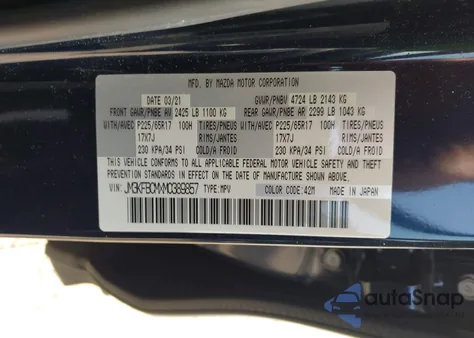 MFD. BY MAZDA MOTOR CORPORATION
DATE 03/21 GVWR/PNBV 4724 LB 2143 KG
FRONT GAWR/PNBE AV 2425 LB 1100 KG REAR GAWR/PNBE AR 2299 LB 1043 KG
P225/65R17 100H TIRES/PNEUS P225/65R17 100H TIRES/PNEUS
17X7J RIMS/JANTES 17X7J RIMS/JANTES
230 KPA/34 PSI COLD/A FROID 230 KPA/34 PSI COLD/A FROID
THIS VEHICLE CONFORMS TO ALL APPLICABLE FEDERAL MOTOR VEHICLE SAFETY,
BUMPER, AND THEFT PREVENTION STANDARDS IN EFFECT ON
THE DATE OF MANUFACTURE SHOWN ABOVE.
VIN: JM3KFBCMXM0389857 TYPE: MPV COLOR CODE: 42M MADE IN JAPAN
autoSnap